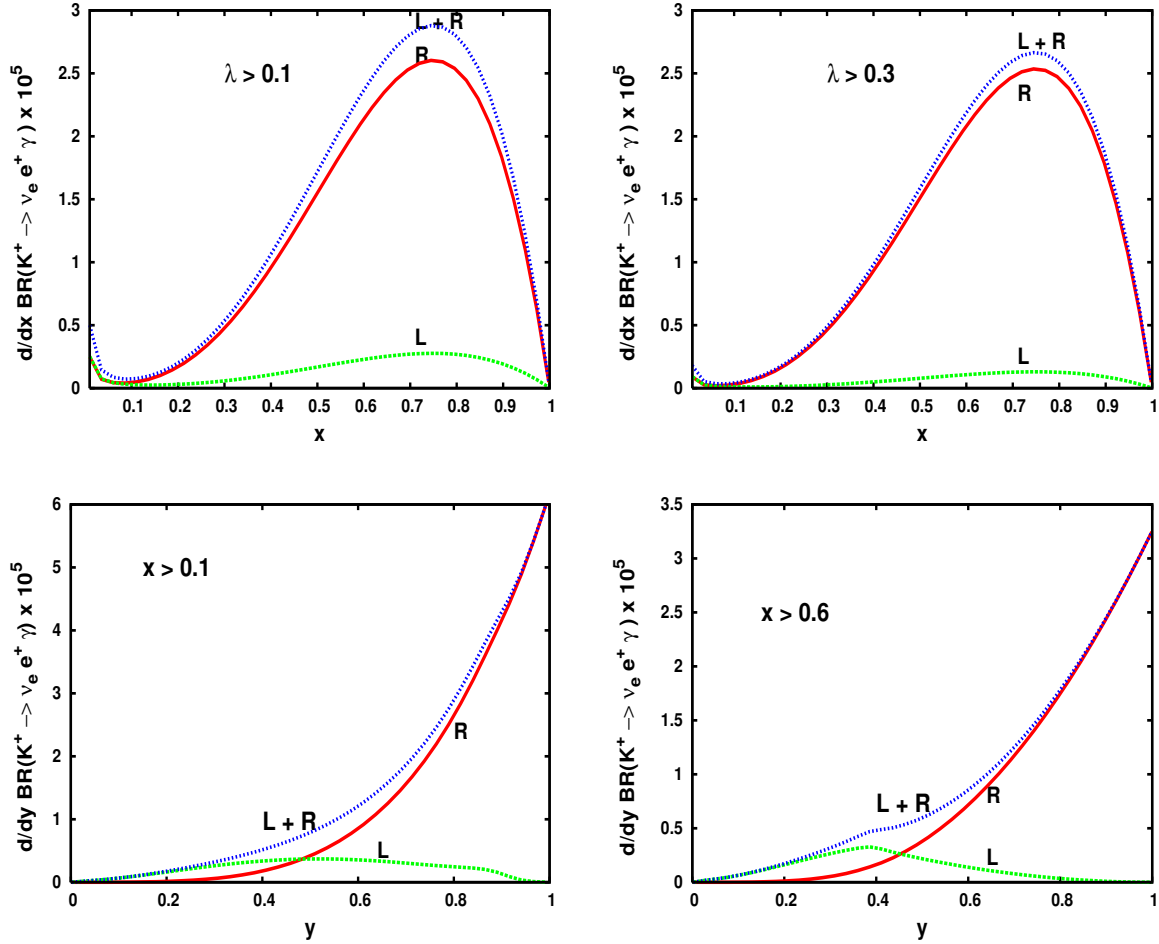 3
2.5
2
1.5
1
0.5
0
0.1 0.2 0.3 0.4 0.5 0.6 0.7 0.8 0.9 1
x
d/dx BR(K⁺ −> νₑ e⁺ γ ) x 10⁵
λ > 0.1
L + R
R
L
3
2.5
2
1.5
1
0.5
0
0.1 0.2 0.3 0.4 0.5 0.6 0.7 0.8 0.9 1
x
d/dx BR(K⁺ −> νₑ e⁺ γ ) x 10⁵
λ > 0.3
L + R
R
L
6
5
4
3
2
1
0
0 0.2 0.4 0.6 0.8 1
y
d/dy BR(K⁺ −> νₑ e⁺ γ) x 10⁵
x > 0.1
R
L + R
L
3.5
3
2.5
2
1.5
1
0.5
0
0 0.2 0.4 0.6 0.8 1
y
d/dy BR(K⁺ −> νₑ e⁺ γ ) x 10⁵
x > 0.6
L + R
R
L